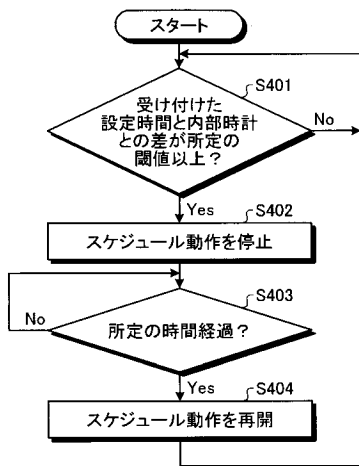 スタート
S401
受け付けた
設定時間と内部時計
との差が所定の
閾値以上？
No
Yes
S402
スケジュール動作を停止
S403
所定の時間経過？
No
Yes
S404
スケジュール動作を再開